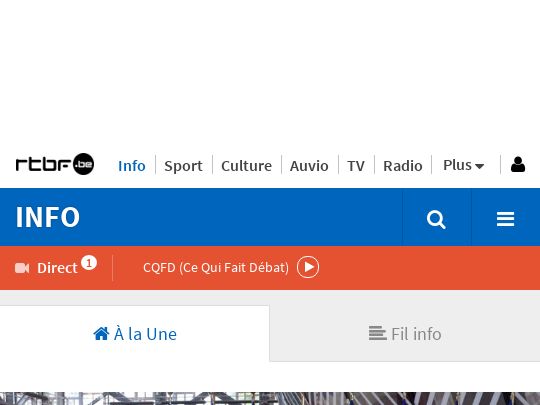 rtbf.be Info Sport Culture Auvio TV Radio Plus
INFO
Direct 1 CQFD (Ce Qui Fait Débat)
À la Une Fil info